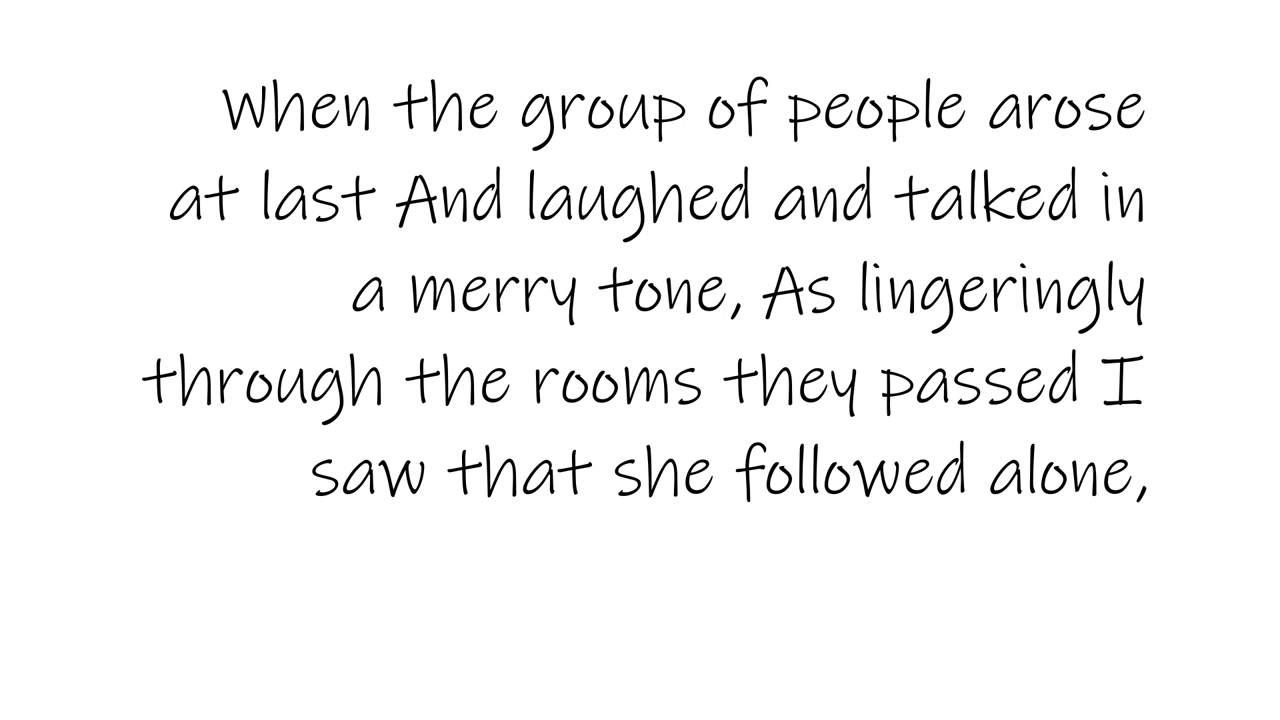 When the group of people arose
at last And laughed and talked in
a merry tone, As lingeringly
through the rooms they passed I
saw that she followed alone,